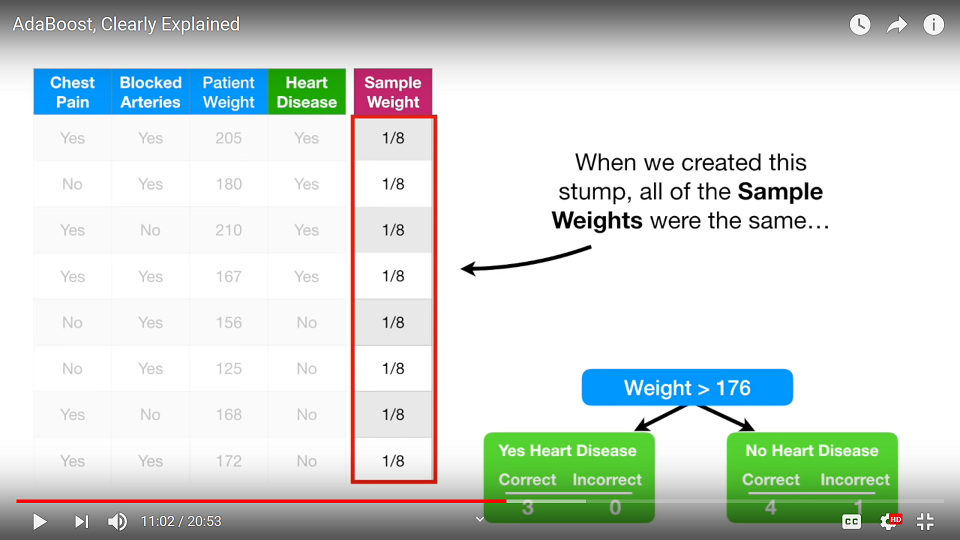 AdaBoost, Clearly Explained
Chest Pain Blocked Arteries Patient Weight Heart Disease Sample Weight
Yes Yes 205 Yes 1/8
No Yes 180 Yes 1/8
Yes No 210 Yes 1/8
Yes Yes 167 Yes 1/8
No Yes 156 No 1/8
No Yes 125 No 1/8
Yes No 168 No 1/8
Yes Yes 172 No 1/8
When we created this
stump, all of the Sample
Weights were the same…
Weight > 176
Yes Heart Disease
Correct Incorrect
3 0
No Heart Disease
Correct Incorrect
4 1
11:02 / 20:53
CC
HD